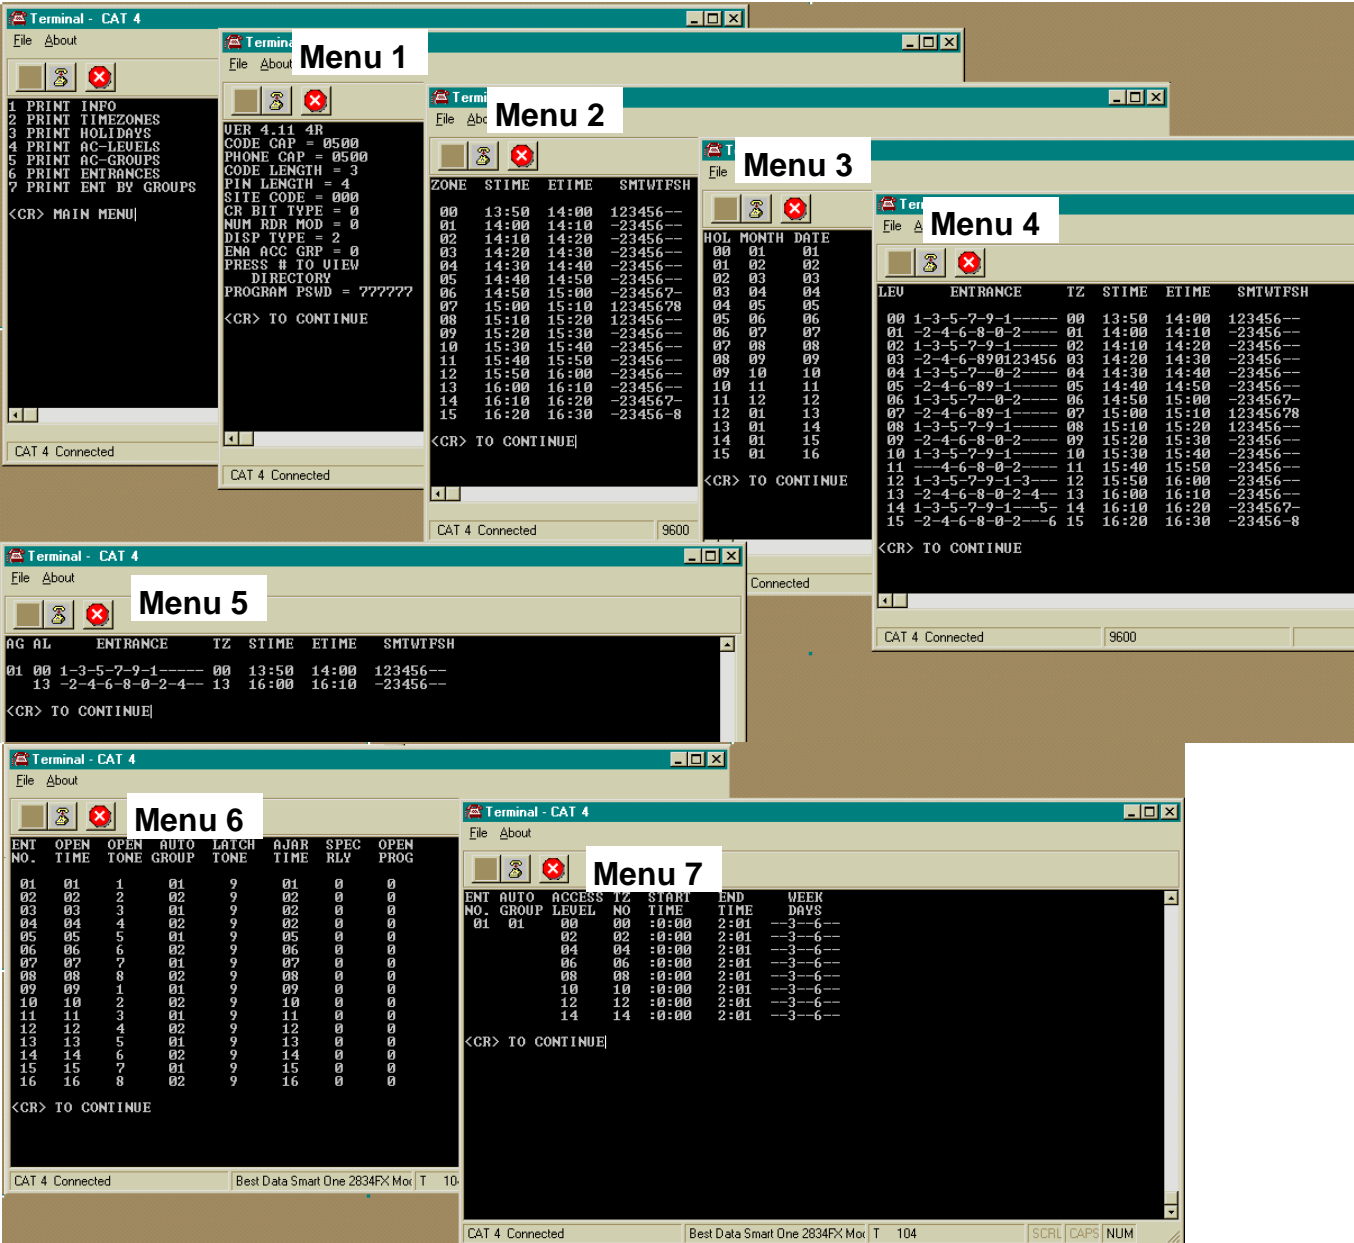 Terminal - CAT 4
File About
1 PRINT INFO
2 PRINT TIMEZONES
3 PRINT HOLIDAYS
4 PRINT AC-LEVELS
5 PRINT AC-GROUPS
6 PRINT ENTRANCES
7 PRINT ENT BY GROUPS
<CR> MAIN MENU
CAT 4 Connected
Menu 1
File
VER 4.11 4R
CODE CAP = 0500
PHONE CAP = 0500
CODE LENGTH = 3
PIN LENGTH = 4
SITE CODE = 000
CR BIT TYPE = 0
NUM RDR MOD = 0
DISP TYPE = 2
ENA ACC GRP = 0
PRESS # TO VIEW
DIRECTORY
PROGRAM PSWD = 777777
<CR> TO CONTINUE
CAT 4 Connected
Menu 2
File
ZONE STIME ETIME SMTWTFSH
00 13:50 14:00 123456--
01 14:00 14:10 -23456--
02 14:10 14:20 -23456--
03 14:20 14:30 -23456--
04 14:30 14:40 -23456--
05 14:40 14:50 -23456--
06 14:50 15:00 -234567-
07 15:00 15:10 12345678
08 15:10 15:20 123456--
09 15:20 15:30 -23456--
10 15:30 15:40 -23456--
11 15:40 15:50 -23456--
12 15:50 16:00 -23456--
13 16:00 16:10 -23456--
14 16:10 16:20 -234567-
15 16:20 16:30 -23456-8
<CR> TO CONTINUE
CAT 4 Connected 9600
Menu 3
File
HOL MONTH DATE
00 01 01
01 02 02
02 03 03
03 04 04
04 05 05
05 06 06
06 07 07
07 08 08
08 09 09
09 10 10
10 11 11
11 12 12
12 01 13
13 01 14
14 01 15
15 01 16
<CR> TO CONTINUE
Connected
Menu 4
File
LEV ENTRANCE TZ STIME ETIME SMTWTFSH
00 1-3-5-7-9-1----- 00 13:50 14:00 123456--
01 -2-4-6-8-0-2---- 01 14:00 14:10 -23456--
02 1-3-5-7-9-1----- 02 14:10 14:20 -23456--
03 -2-4-6-890123456 03 14:20 14:30 -23456--
04 1-3-5-7--0-2---- 04 14:30 14:40 -23456--
05 -2-4-6-89-1----- 05 14:40 14:50 -23456--
06 1-3-5-7--0-2---- 06 14:50 15:00 -234567-
07 -2-4-6-89-1----- 07 15:00 15:10 12345678
08 1-3-5-7-9-1----- 08 15:10 15:20 123456--
09 -2-4-6-8-0-2---- 09 15:20 15:30 -23456--
10 1-3-5-7-9-1----- 10 15:30 15:40 -23456--
11 ---4-6-8-0-2---- 11 15:40 15:50 -23456--
12 1-3-5-7-9-1-3--- 12 15:50 16:00 -23456--
13 -2-4-6-8-0-2-4-- 13 16:00 16:10 -23456--
14 1-3-5-7-9-1---5- 14 16:10 16:20 -234567-
15 -2-4-6-8-0-2---6 15 16:20 16:30 -23456-8
<CR> TO CONTINUE
CAT 4 Connected 9600
Terminal - CAT 4
File About
Menu 5
AG AL ENTRANCE TZ STIME ETIME SMTWTFSH
01 00 1-3-5-7-9-1----- 00 13:50 14:00 123456--
13 -2-4-6-8-0-2-4-- 13 16:00 16:10 -23456--
<CR> TO CONTINUE
Terminal - CAT 4
File About
Menu 6
ENT OPEN OPEN AUTO LATCH AJAR SPEC OPEN
NO. TIME TONE GROUP TONE TIME RLY PROG
01 01 1 01 9 01 0 0
02 02 2 02 9 02 0 0
03 03 3 01 9 02 0 0
04 04 4 02 9 02 0 0
05 05 5 01 9 05 0 0
06 06 6 02 9 06 0 0
07 07 7 01 9 07 0 0
08 08 8 02 9 08 0 0
09 09 1 01 9 09 0 0
10 10 2 02 9 10 0 0
11 11 3 01 9 11 0 0
12 12 4 02 9 12 0 0
13 13 5 01 9 13 0 0
14 14 6 02 9 14 0 0
15 15 7 01 9 15 0 0
16 16 8 02 9 16 0 0
<CR> TO CONTINUE
CAT 4 Connected Best Data Smart One 2834FX Mo T 10
Terminal - CAT 4
File About
Menu 7
ENT AUTO ACCESS TZ START END WEEK
NO. GROUP LEVEL NO TIME TIME DAYS
01 01 00 00 :0:00 2:01 --3--6--
02 02 :0:00 2:01 --3--6--
04 04 :0:00 2:01 --3--6--
06 06 :0:00 2:01 --3--6--
08 08 :0:00 2:01 --3--6--
10 10 :0:00 2:01 --3--6--
12 12 :0:00 2:01 --3--6--
14 14 :0:00 2:01 --3--6--
<CR> TO CONTINUE
CAT 4 Connected Best Data Smart One 2834FX Mo T 104 SCRL CAPS NUM